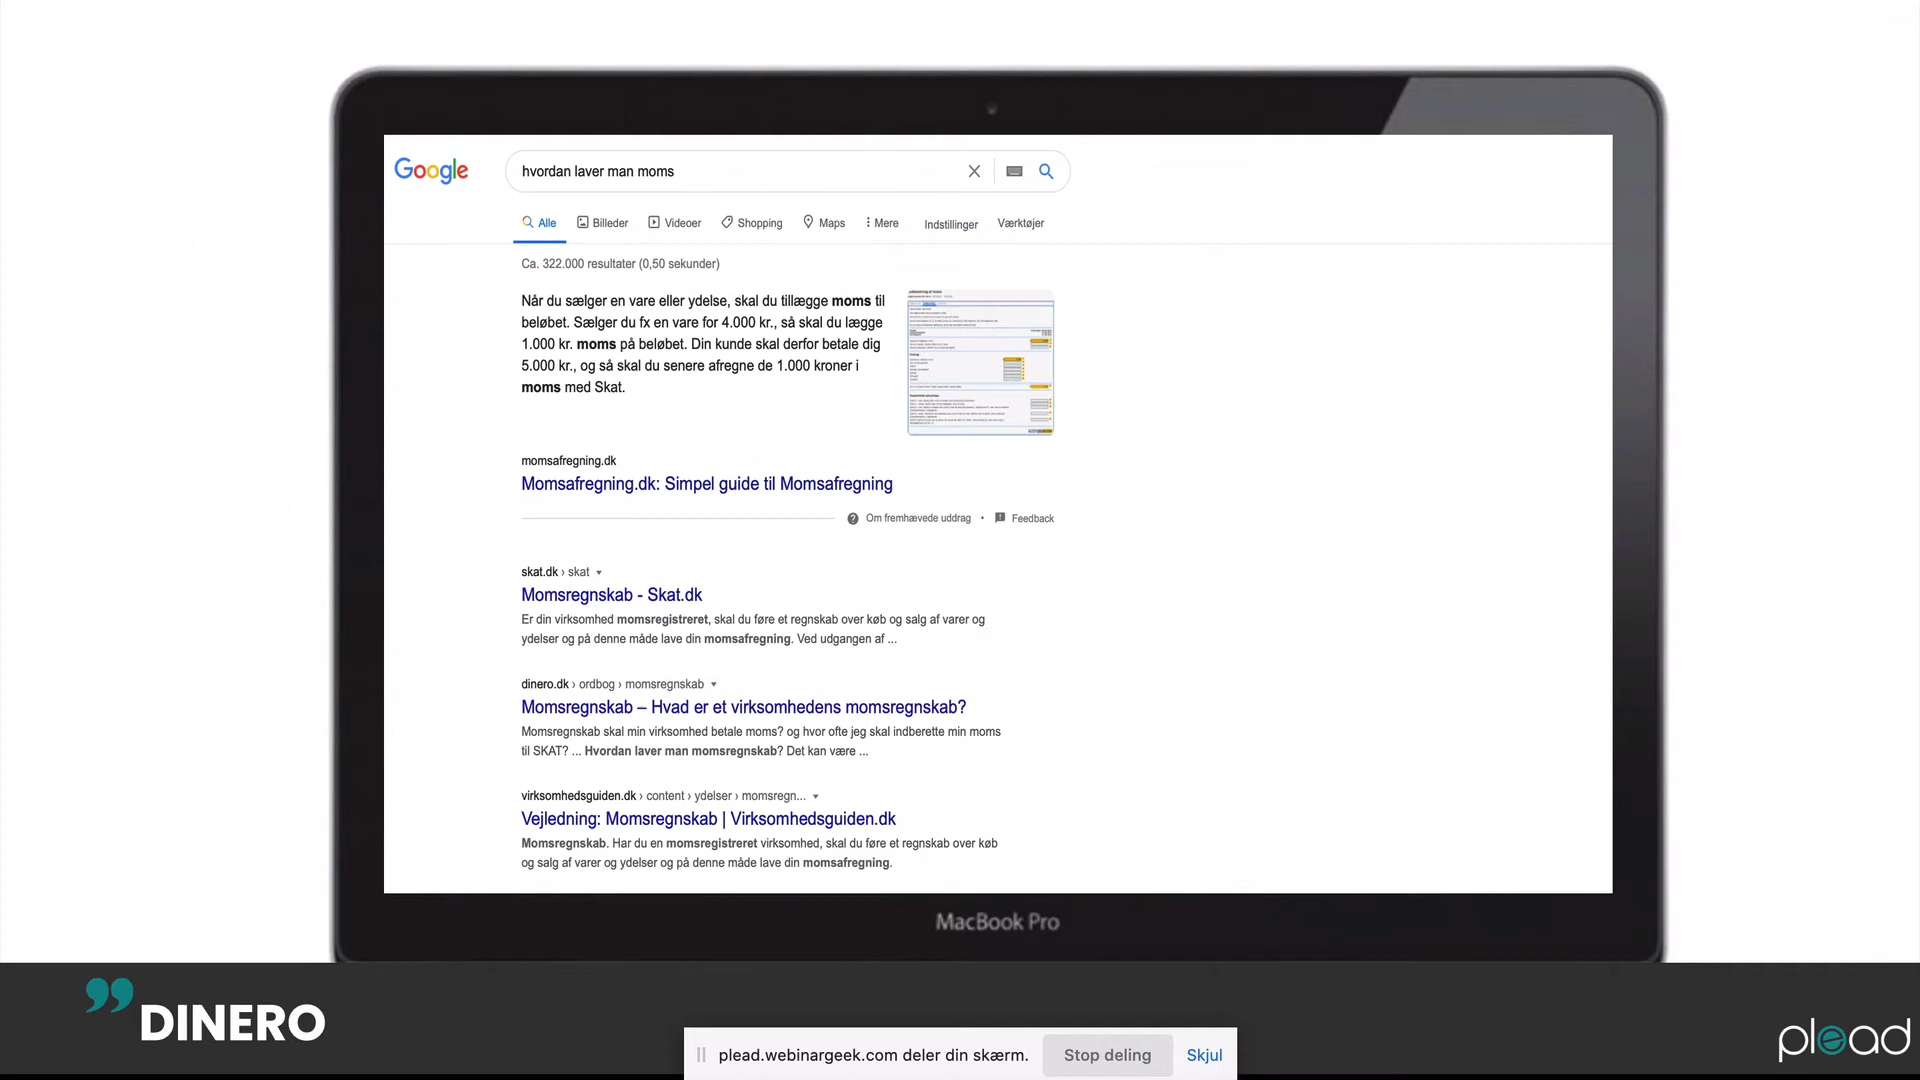 Google
hvordan laver man moms
Alle Billeder Videoer Shopping Maps Mere Indstillinger Værktøjer
Ca. 322.000 resultater (0,50 sekunder)
Når du sælger en vare eller ydelse, skal du tillægge moms til
beløbet. Sælger du fx en vare for 4.000 kr., så skal du lægge
1.000 kr. moms på beløbet. Din kunde skal derfor betale dig
5.000 kr., og så skal du senere afregne de 1.000 kroner i
moms med Skat.
momsafregning.dk
Momsafregning.dk: Simpel guide til Momsafregning
Om fremhævede uddrag • Feedback
skat.dk › skat
Momsregnskab - Skat.dk
Er din virksomhed momsregistreret, skal du føre et regnskab over køb og salg af varer og
ydelser og på denne måde lave din momsafregning. Ved udgangen af ...
dinero.dk › ordbog › momsregnskab
Momsregnskab – Hvad er et virksomhedens momsregnskab?
Momsregnskab skal min virksomhed betale moms? og hvor ofte jeg skal indberette min moms
til SKAT? ... Hvordan laver man momsregnskab? Det kan være ...
virksomhedsguiden.dk › content › ydelser › momsregn...
Vejledning: Momsregnskab | Virksomhedsguiden.dk
Momsregnskab. Har du en momsregistreret virksomhed, skal du føre et regnskab over køb
og salg af varer og ydelser og på denne måde lave din momsafregning.
MacBook Pro
DINERO
plead.webinargeek.com deler din skærm. Stop deling Skjul
plead